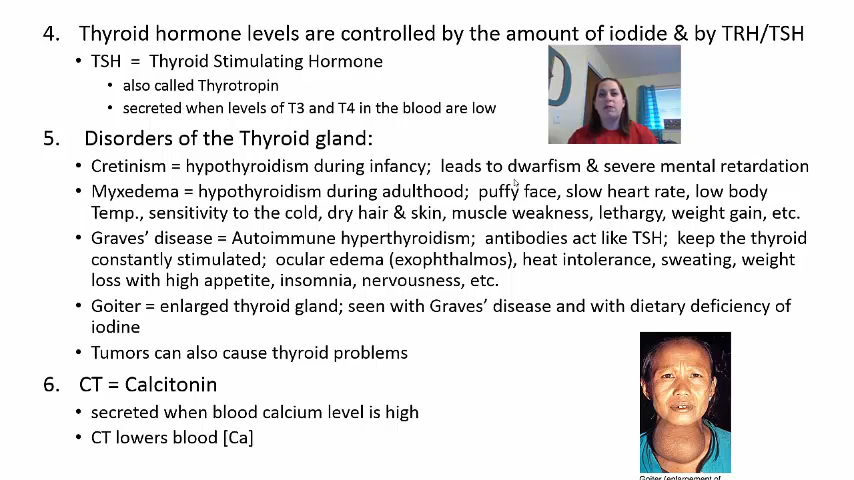 4. Thyroid hormone levels are controlled by the amount of iodide & by TRH/TSH
• TSH = Thyroid Stimulating Hormone
• also called Thyrotropin
• secreted when levels of T3 and T4 in the blood are low
5. Disorders of the Thyroid gland:
• Cretinism = hypothyroidism during infancy; leads to dwarfism & severe mental retardation
• Myxedema = hypothyroidism during adulthood; puffy face, slow heart rate, low body
Temp., sensitivity to the cold, dry hair & skin, muscle weakness, lethargy, weight gain, etc.
• Graves' disease = Autoimmune hyperthyroidism; antibodies act like TSH; keep the thyroid
constantly stimulated; ocular edema (exophthalmos), heat intolerance, sweating, weight
loss with high appetite, insomnia, nervousness, etc.
• Goiter = enlarged thyroid gland; seen with Graves' disease and with dietary deficiency of
iodine
• Tumors can also cause thyroid problems
6. CT = Calcitonin
• secreted when blood calcium level is high
• CT lowers blood [Ca]
Goiter (enlargement of